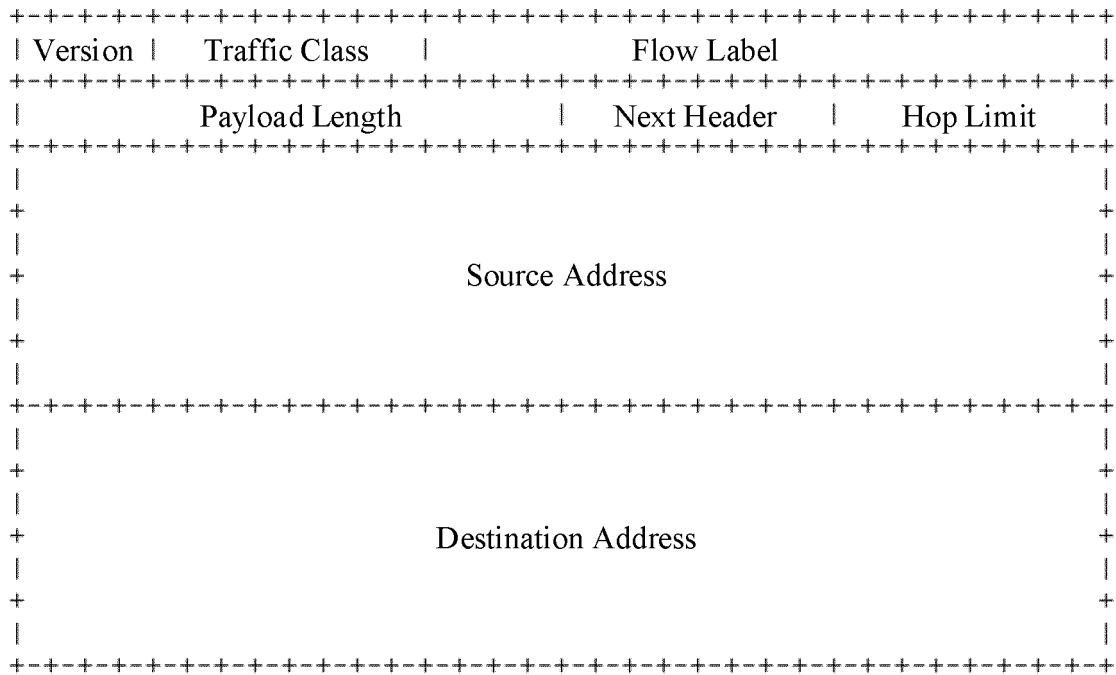 Version | Traffic Class | Flow Label
Payload Length | Next Header | Hop Limit
Source Address
Destination Address